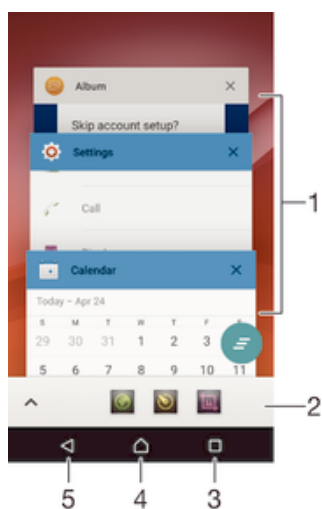 Album
Skip account setup?
Settings
Call
Calendar
Today – Apr 24
S M T W T F S
29 30 31 1 2 3
5 6 7 8 9 10 11
1
2
5 4 3